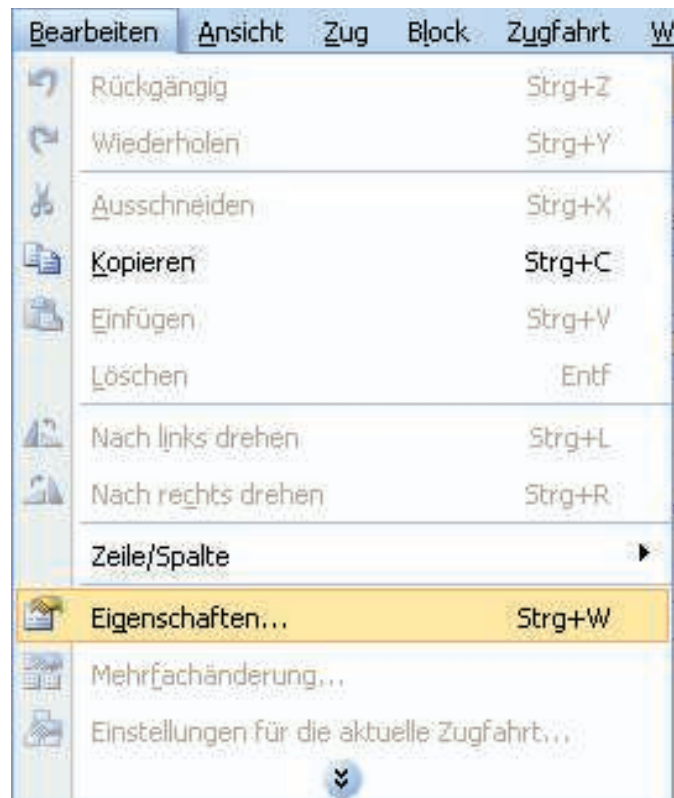 Bearbeiten Ansicht Zug Block Zugfahrt W
Rückgängig Strg+Z
Wiederholen Strg+Y
Ausschneiden Strg+X
Kopieren Strg+C
Einfügen Strg+V
Löschen Entf
Nach links drehen Strg+L
Nach rechts drehen Strg+R
Zeile/Spalte
Eigenschaften... Strg+W
Mehrfachänderung...
Einstellungen für die aktuelle Zugfahrt...